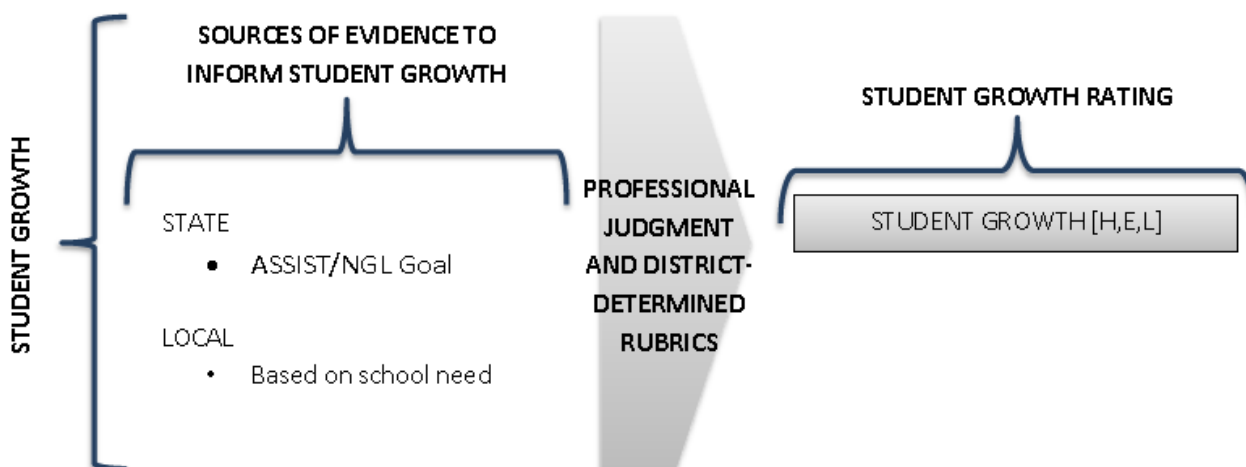 STUDENT GROWTH
SOURCES OF EVIDENCE TO
INFORM STUDENT GROWTH
STATE
● ASSIST/NGL Goal
LOCAL
• Based on school need
PROFESSIONAL
JUDGMENT
AND DISTRICT-
DETERMINED
RUBRICS
STUDENT GROWTH RATING
STUDENT GROWTH [H,E,L]